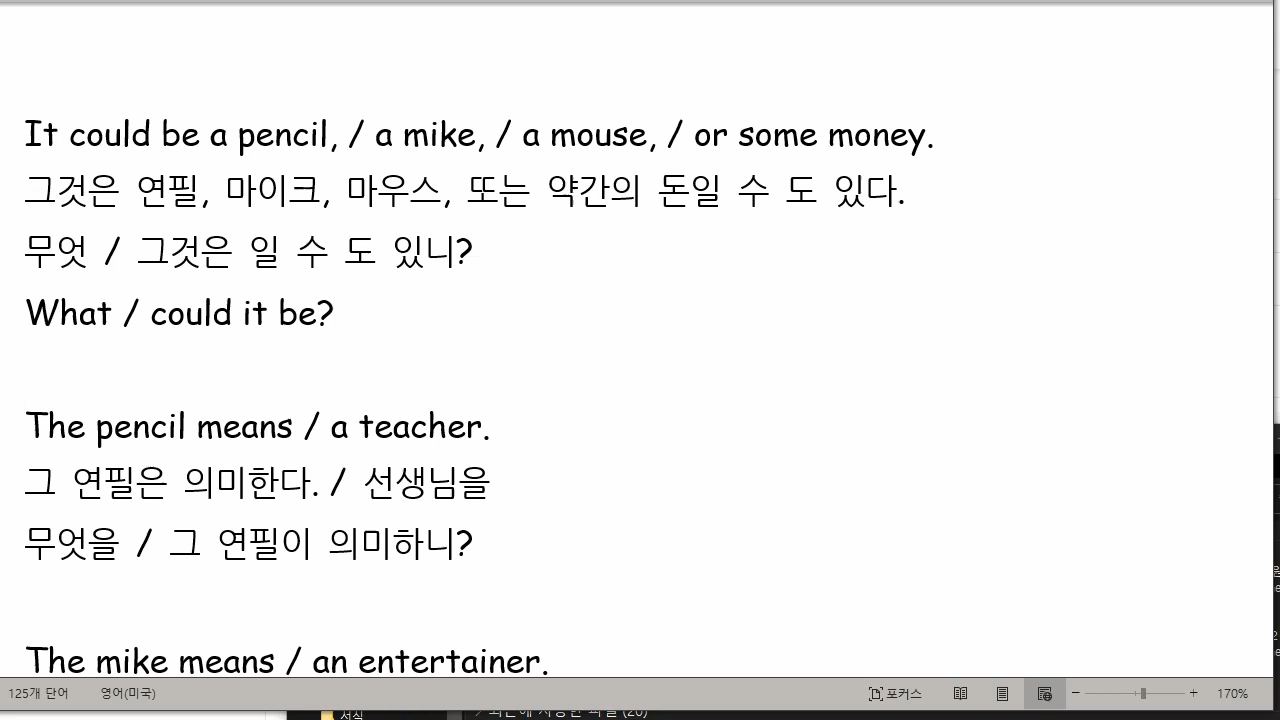 It could be a pencil, / a mike, / a mouse, / or some money.
그것은 연필, 마이크, 마우스, 또는 약간의 돈일 수 도 있다.
무엇 / 그것은 일 수 도 있니?
What / could it be?
The pencil means / a teacher.
그 연필은 의미한다. / 선생님을
무엇을 / 그 연필이 의미하니?
The mike means / an entertainer.
125개 단어 영어(미국) 포커스 170%
서식